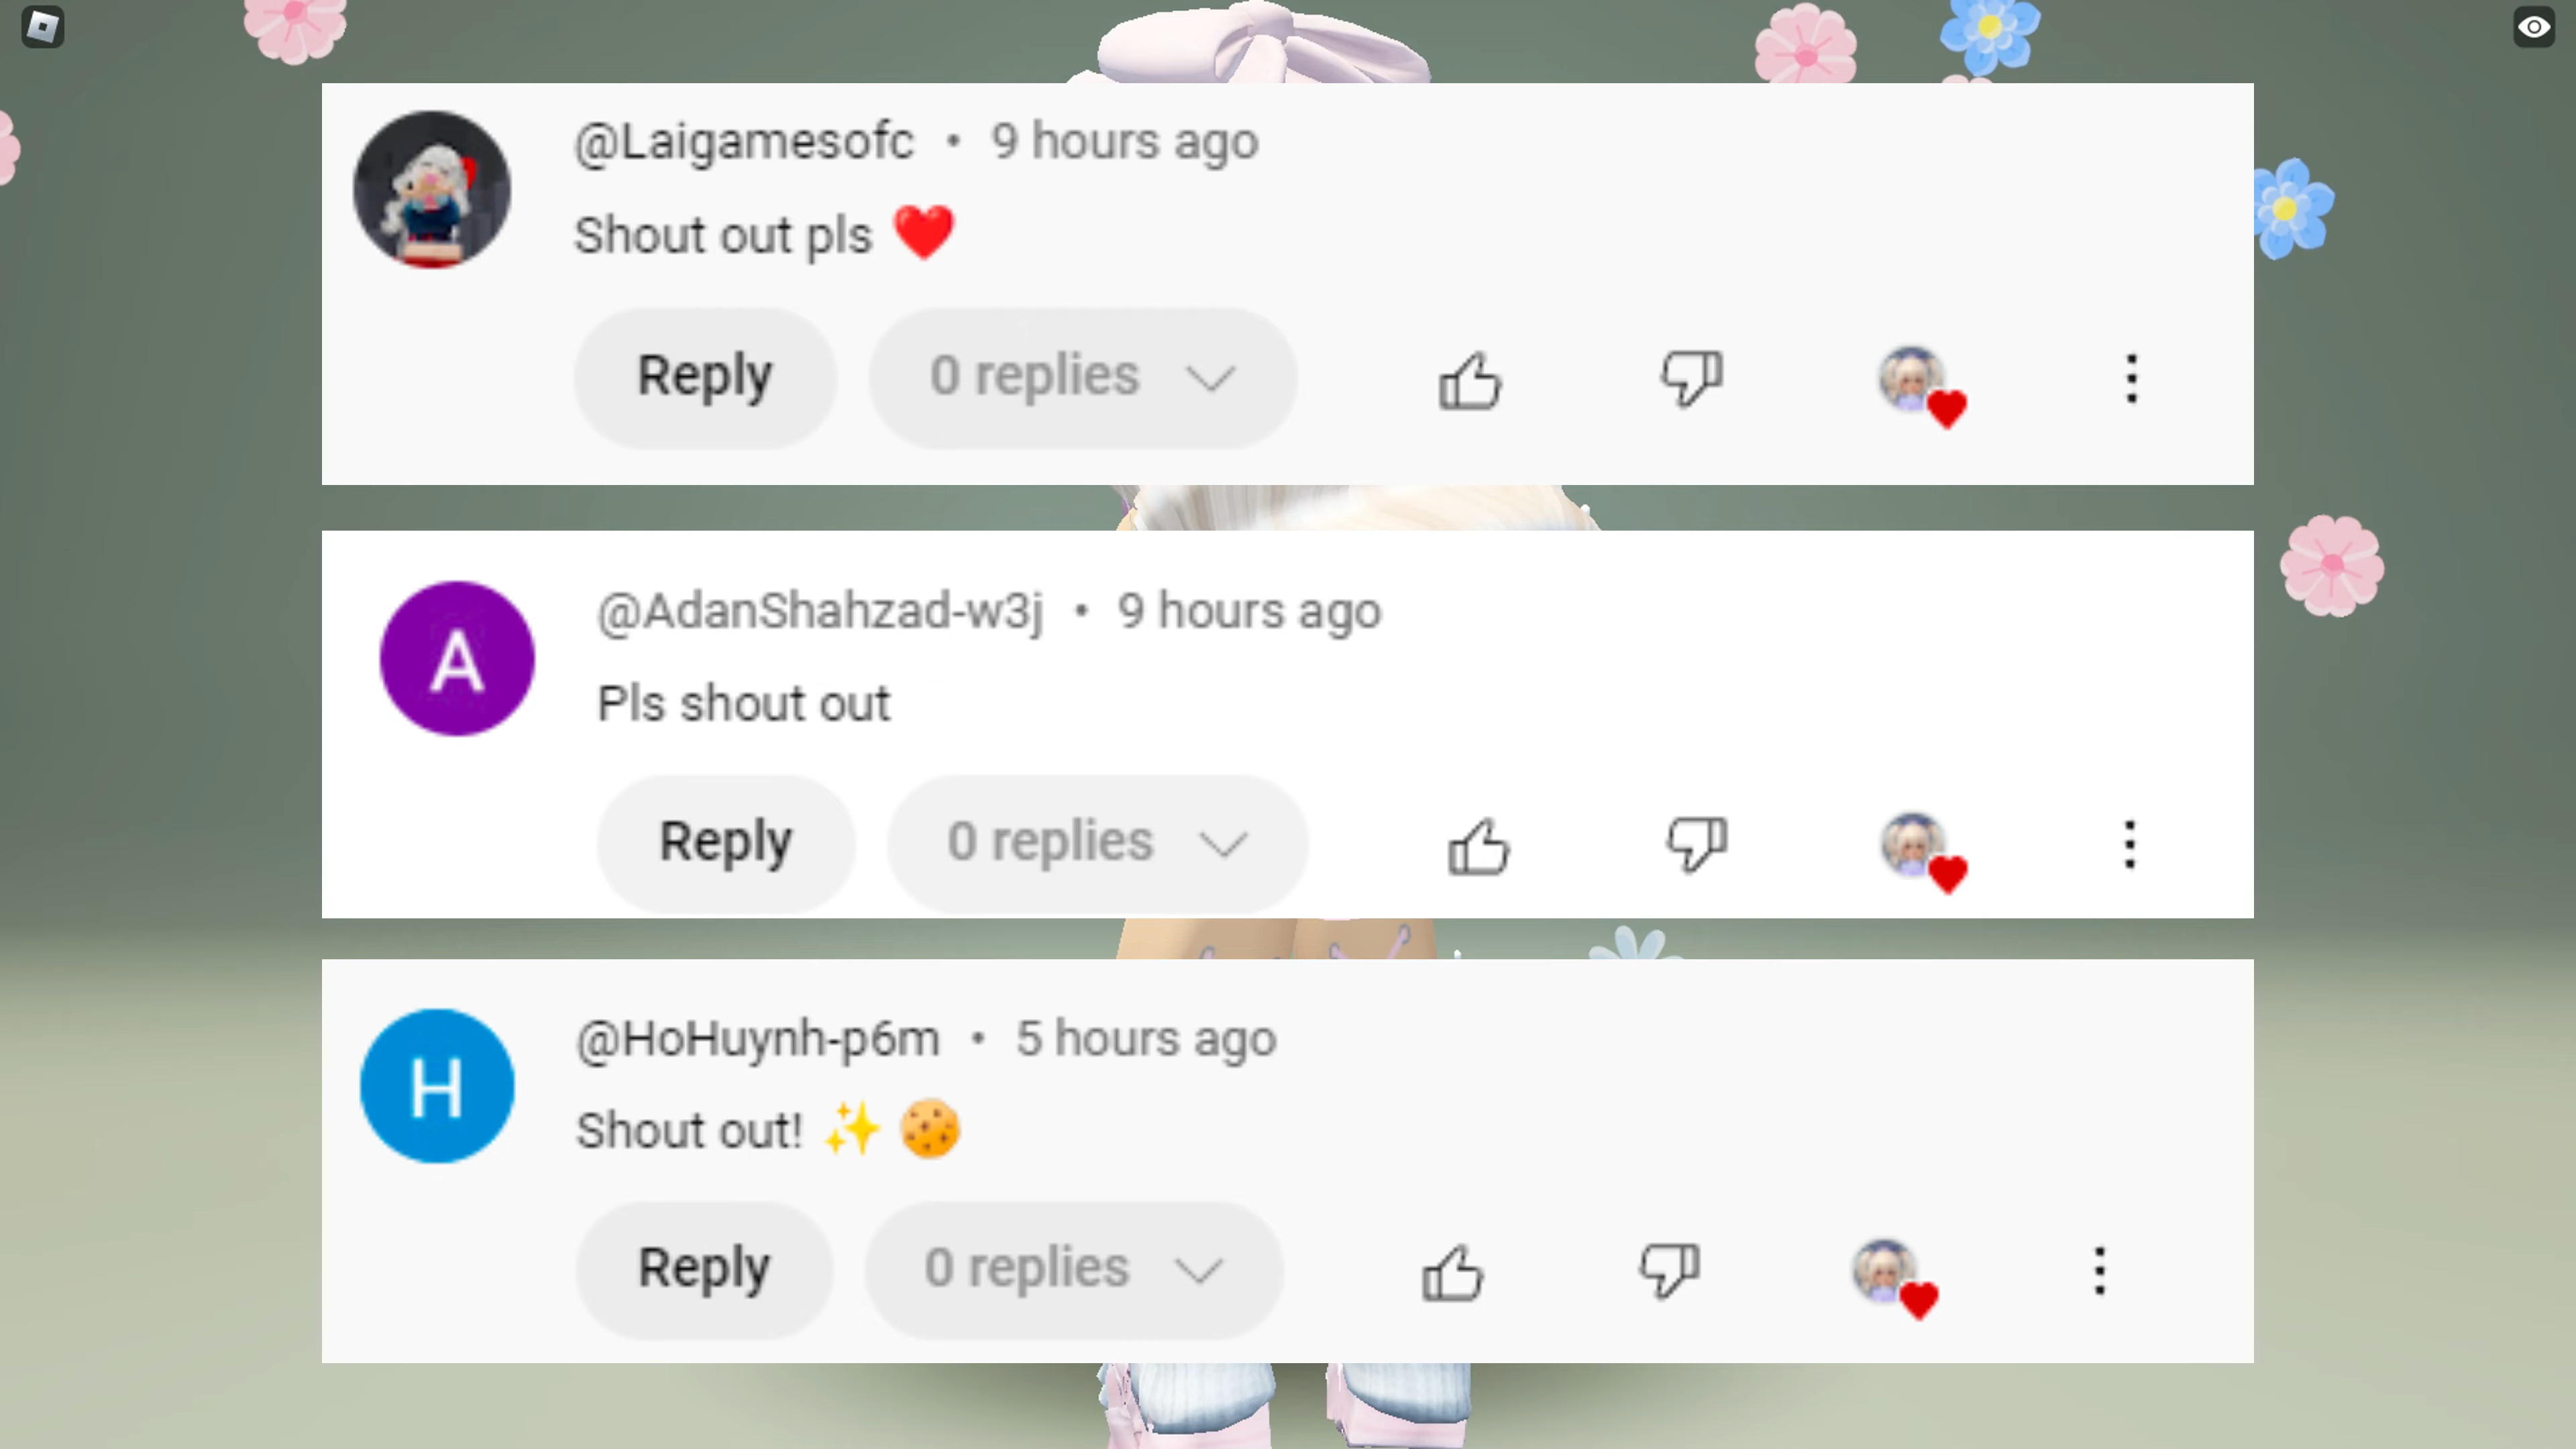 @Laigamesofc • 9 hours ago
Shout out pls ❤️
Reply 0 replies
A
@AdanShahzad-w3j • 9 hours ago
Pls shout out
Reply 0 replies
H
@HoHuynh-p6m • 5 hours ago
Shout out! ✨ 🍪
Reply 0 replies